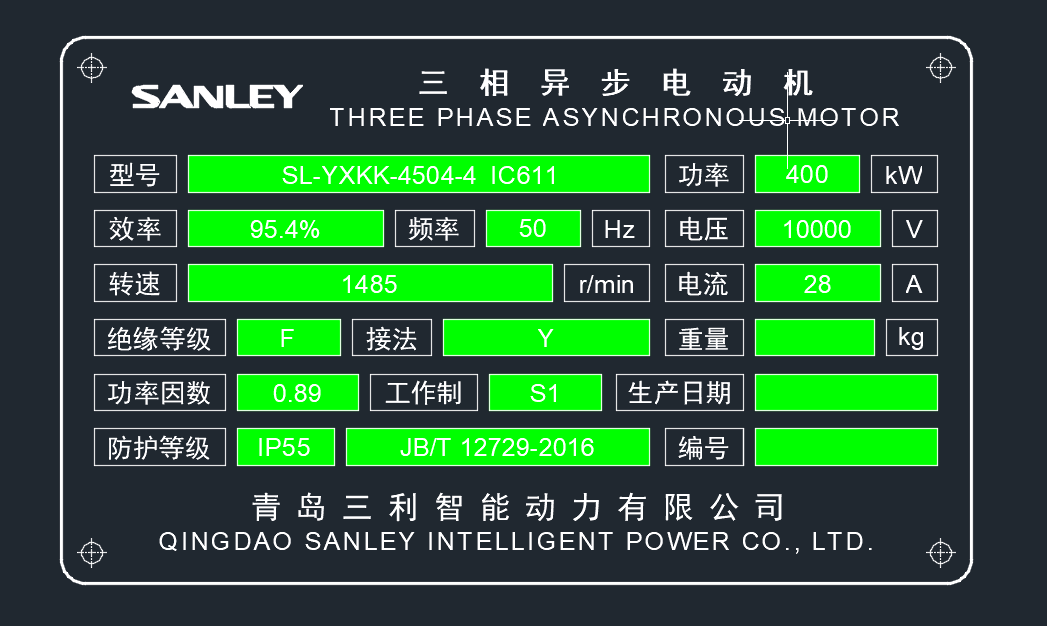 SANLEY
三相异步电动机
THREE PHASE ASYNCHRONOUS MOTOR
型号 SL-YXKK-4504-4 IC611 功率 400 kW
效率 95.4% 频率 50 Hz 电压 10000 V
转速 1485 r/min 电流 28 A
绝缘等级 F 接法 Y 重量 kg
功率因数 0.89 工作制 S1 生产日期
防护等级 IP55 JB/T 12729-2016 编号
青岛三利智能动力有限公司
QINGDAO SANLEY INTELLIGENT POWER CO., LTD.